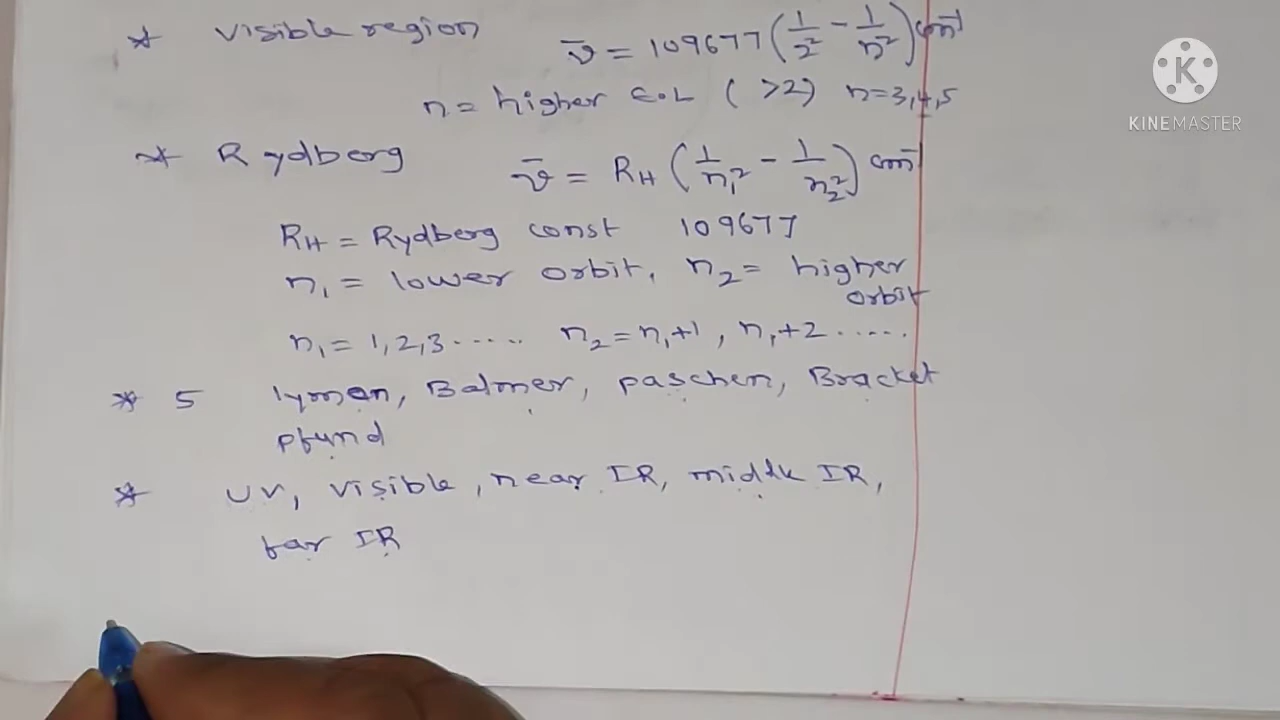 * visible region ν̄ = 109677 (1/2² − 1/n²) cm⁻¹
n = higher E.L (>2) n=3,4,5
* Rydberg ν̄ = RH (1/n₁² − 1/n₂²) cm⁻¹
RH = Rydberg const 109677
n₁ = lower orbit, n₂ = higher
orbit
n₁ = 1,2,3 ..... n₂ = n₁+1, n₁+2 .....
* 5 lyman, Balmer, paschen, Bracket
pfund
* UV, visible, near IR, middle IR,
far IR
K
KINEMASTER